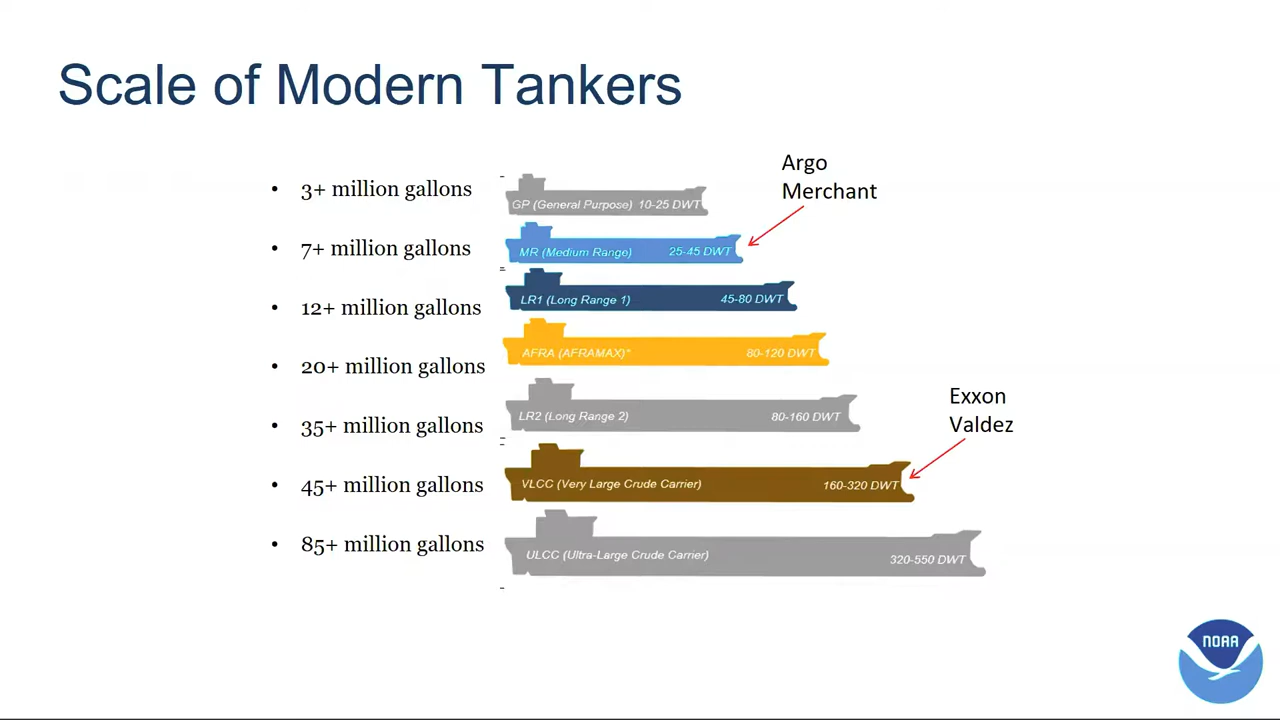 Scale of Modern Tankers
Argo
Merchant
• 3+ million gallons
GP (General Purpose) 10-25 DWT
• 7+ million gallons
MR (Medium Range) 25-45 DWT
• 12+ million gallons
LR1 (Long Range 1) 45-80 DWT
• 20+ million gallons
AFRA (AFRAMAX)* 80-120 DWT
Exxon
Valdez
• 35+ million gallons
LR2 (Long Range 2) 80-160 DWT
• 45+ million gallons
VLCC (Very Large Crude Carrier) 160-320 DWT
• 85+ million gallons
ULCC (Ultra-Large Crude Carrier) 320-550 DWT
NOAA